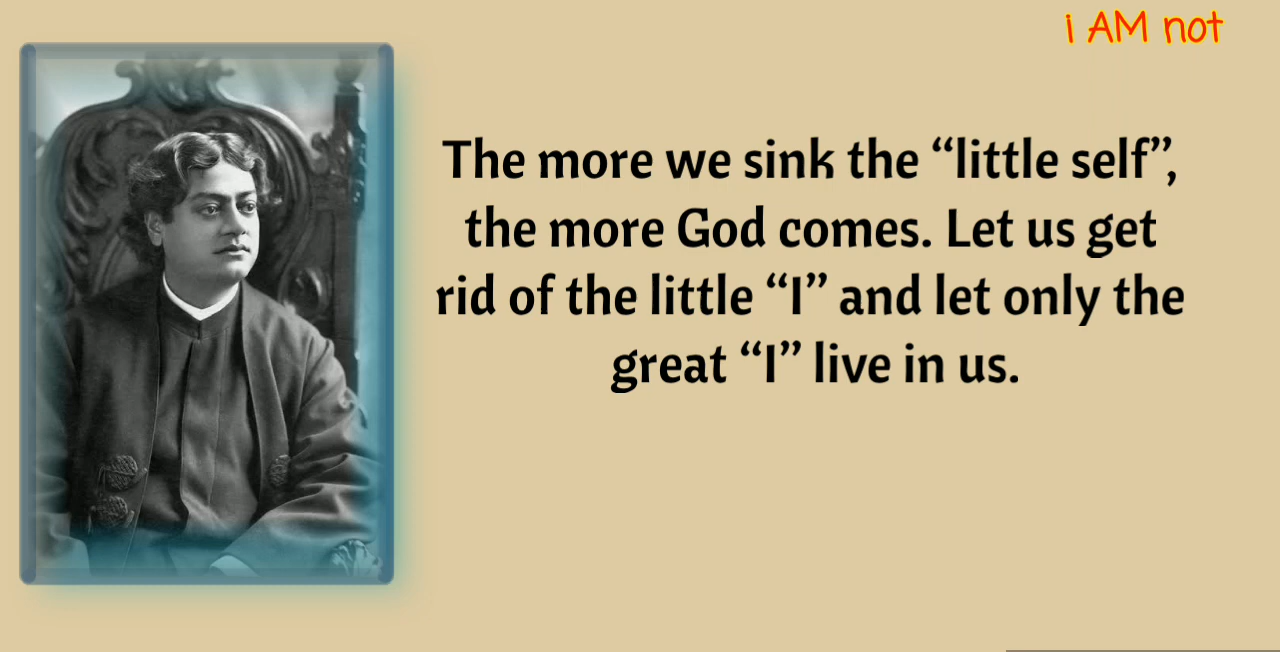 i AM not
The more we sink the “little self”,
the more God comes. Let us get
rid of the little “I” and let only the
great “I” live in us.